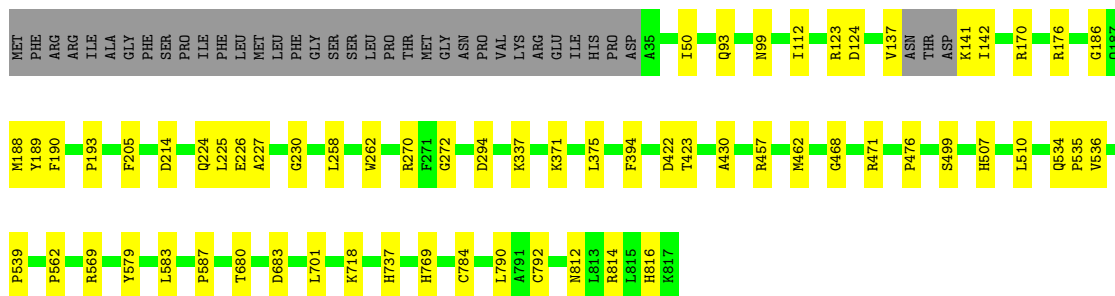 MET PHE ARG ARG ILE ALA GLY PHE SER PRO ILE PHE LEU MET LEU PHE GLY SER SER LEU PRO THR MET GLY ASN PRO VAL LYS ARG GLU ILE HIS PRO ASP A35 I50 Q93 N99 I112 R123 D124 V137 ASN THR ASP K141 I142 R170 R176 G186 D187
M188 Y189 F190 P193 F205 D214 Q224 L225 E226 A227 G230 L258 W262 R270 F271 G272 D294 K337 K371 L375 F394 D422 T423 A430 R457 M462 G468 R471 P476 S499 H507 L510 Q534 P535 V536
P539 P562 R569 Y579 L583 P587 T680 D683 L701 K718 H737 H769 C784 L790 A791 C792 N812 L813 R814 L815 H816 K817